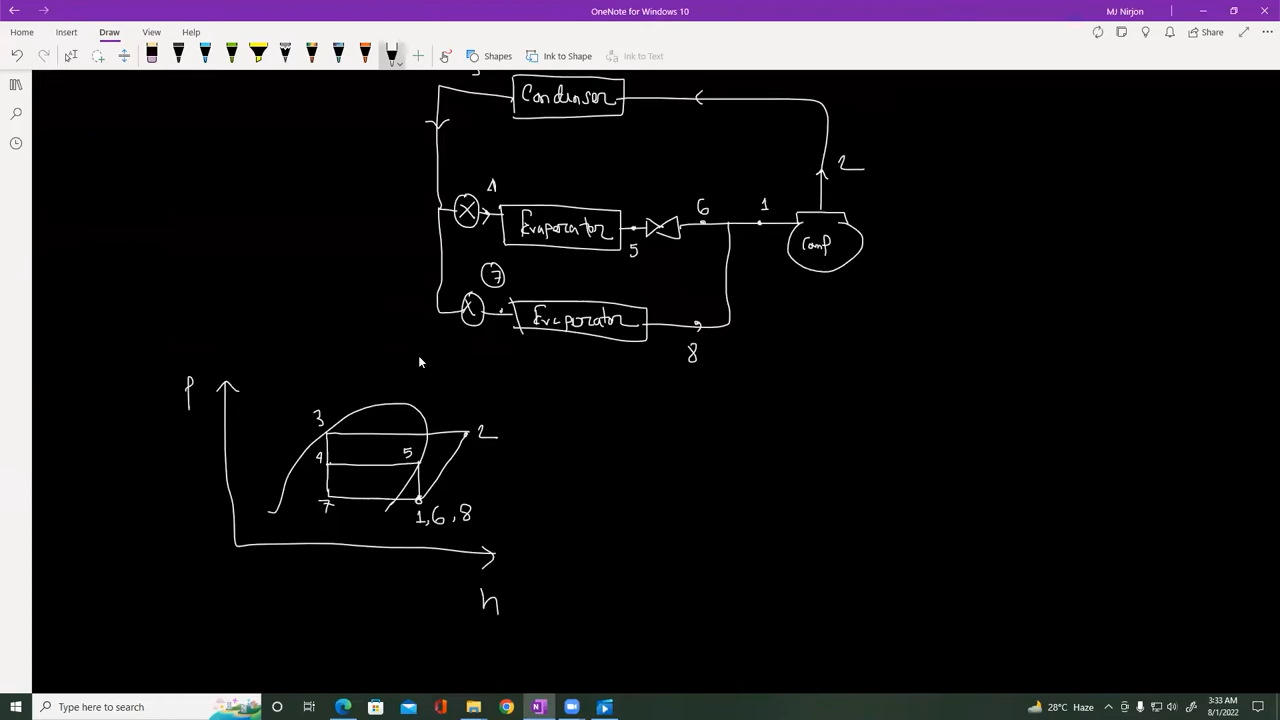 OneNote for Windows 10
MJ Nirjon
Home Insert Draw View Help
Share
Shapes
Ink to Shape
Ink to Text
3
Condensor
2
4
Evaporator
5
6
1
Comp
7
Evaporator
8
P
3
2
4
5
7
1, 6, 8
h
Type here to search
28°C Haze
3:33 AM
8/1/2022